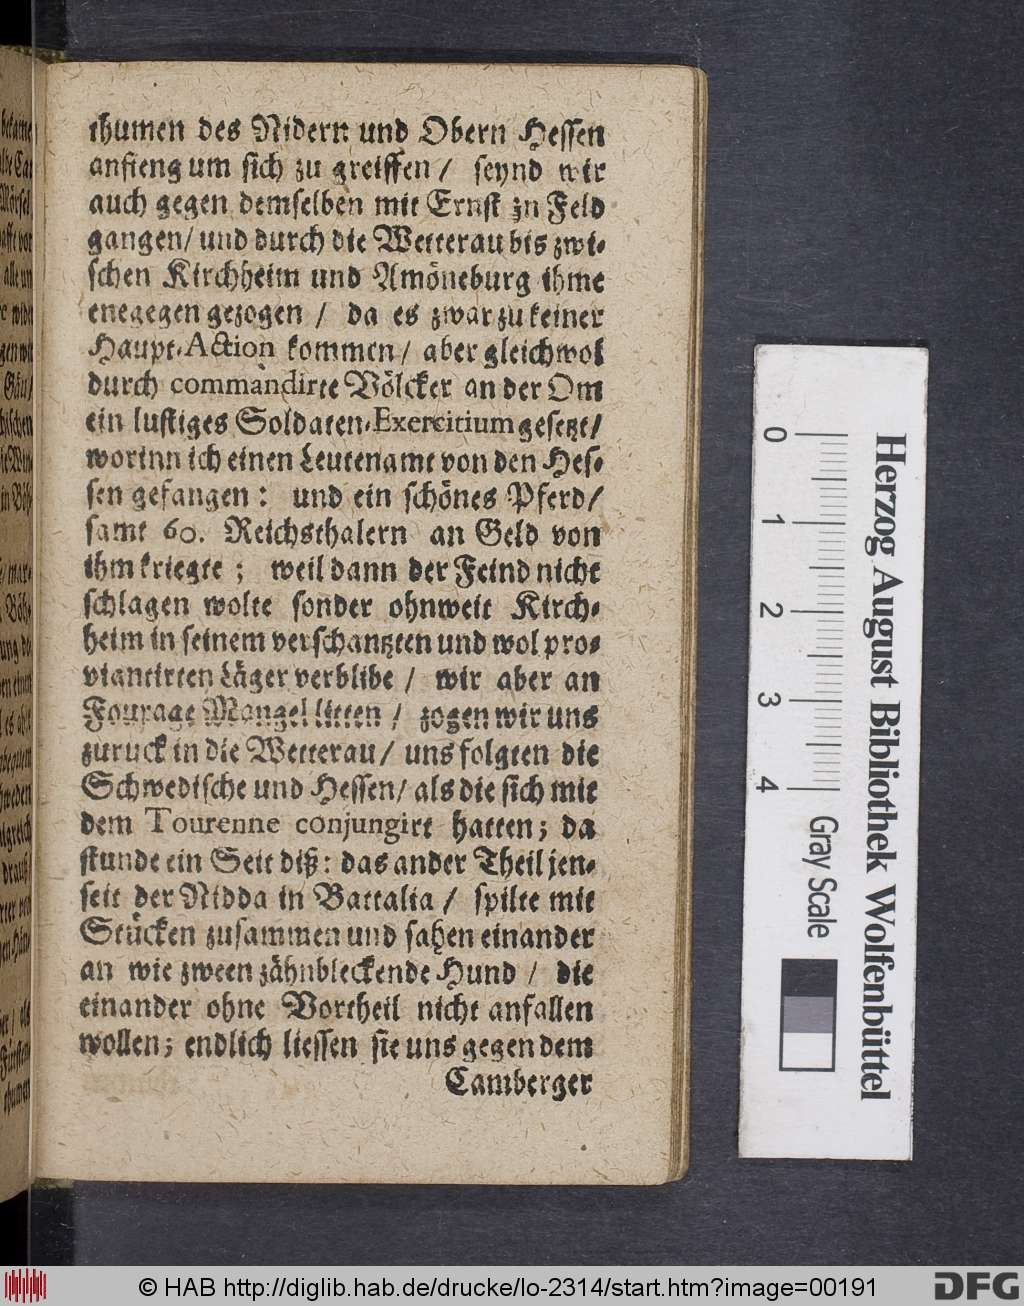 thumen des Nidern und Obern Hessen
anfieng um sich zu greiffen / seynd wir
auch gegen demselben mit Ernst zu Feld
gangen / und durch die Wetterau bis zwi-
schen Kirchheim und Amöneburg ihme
entgegen gezogen / da es zwar zu keiner
Haupt-Action kommen / aber gleichwol
durch commandirte Völcker an der Om
ein lustiges Soldaten-Exercitium gesetzt /
worinn ich einen Leutenamt von den Hes-
sen gefangen: und ein schönes Pferd /
samt 60. Reichsthalern an Geld von
ihm kriegte; weil dann der Feind nicht
schlagen wolte sonder ohnweit Kirch-
heim in seinem verschantzten und wol pro-
viantirten Läger verblibe / wir aber an
Fourage Mangel litten / zogen wir uns
zuruck in die Wetterau / uns folgten die
Schwedische und Hessen / als die sich mit
dem Tourenne conjungirt hatten; da
stunde ein Seit diß: das ander Theil jen-
seit der Nidda in Battalia / spilte mit
Stücken zusammen und sahen einander
an wie zween zähnbleckende Hund / die
einander ohne Vortheil nicht anfallen
wollen; endlich liessen sie uns gegen dem
Camberger
0 1 2 3 4
Gray Scale
Herzog August Bibliothek Wolfenbüttel
© HAB http://diglib.hab.de/drucke/lo-2314/start.htm?image=00191
DFG